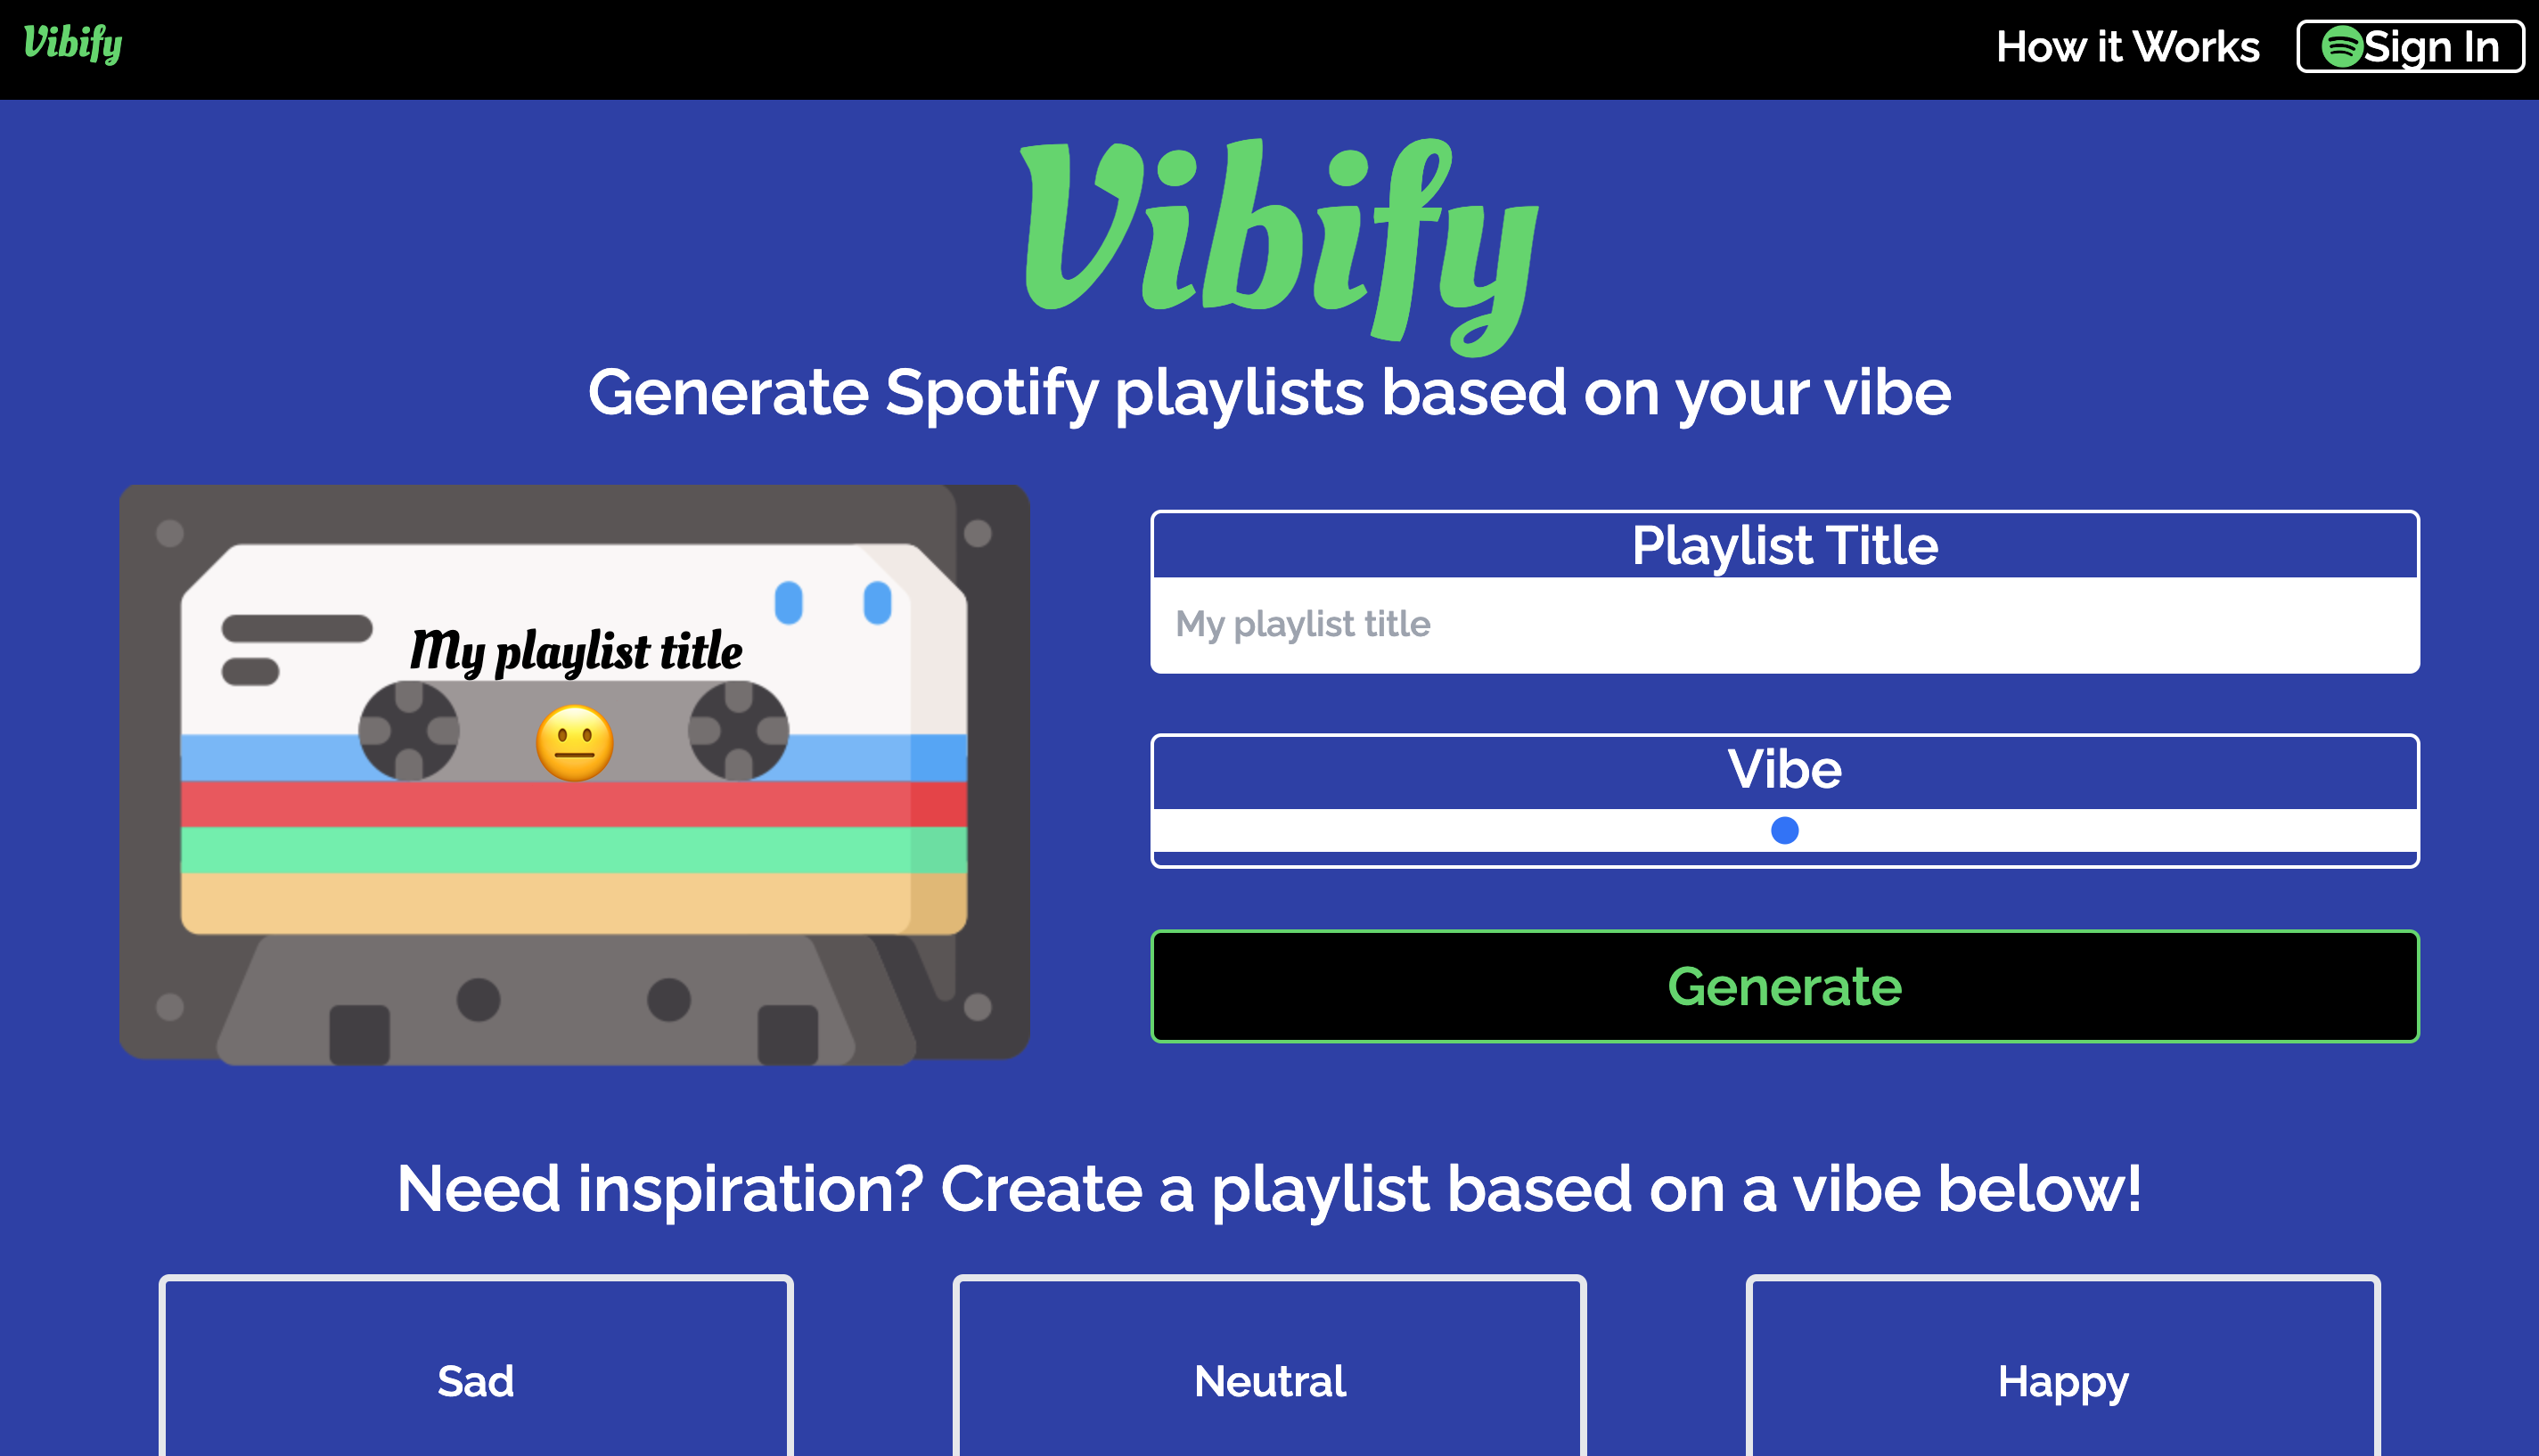 Vibify
How it Works
Sign In
Vibify
Generate Spotify playlists based on your vibe
My playlist title
Playlist Title
My playlist title
Vibe
Generate
Need inspiration? Create a playlist based on a vibe below!
Sad
Neutral
Happy